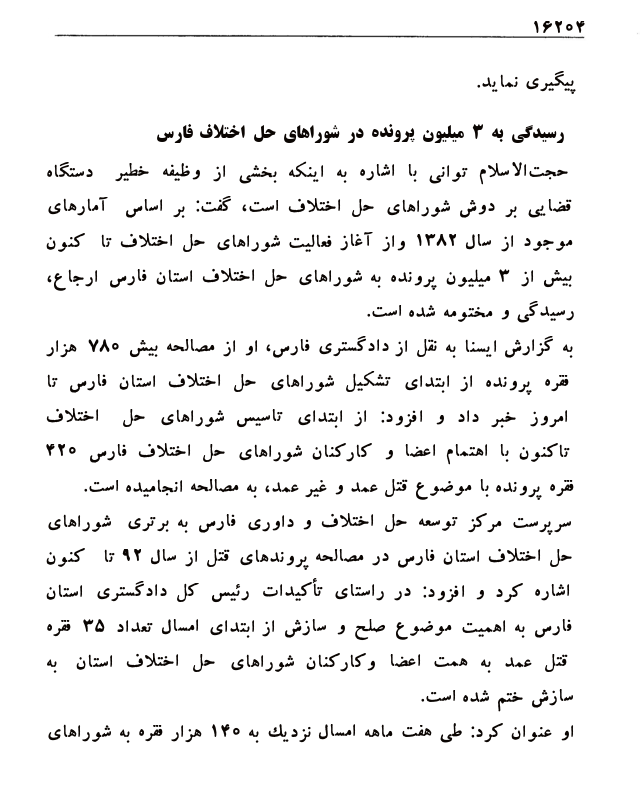 ۱۶۲۰۴
پیگیری نماید.
رسیدگی به ۳ میلیون پرونده در شوراهای حل اختلاف فارس
حجت‌الاسلام توانی با اشاره به اینکه بخشی از وظیفه خطیر دستگاه
قضایی بر دوش شوراهای حل اختلاف است، گفت: بر اساس آمارهای
موجود از سال ۱۳۸۲ واز آغاز فعالیت شوراهای حل اختلاف تا کنون
بیش از ۳ میلیون پرونده به شوراهای حل اختلاف استان فارس ارجاع،
رسیدگی و مختومه شده است.
به گزارش ایسنا به نقل از دادگستری فارس، او از مصالحه بیش ۷۸۰ هزار
فقره پرونده از ابتدای تشکیل شوراهای حل اختلاف استان فارس تا
امروز خبر داد و افزود: از ابتدای تاسیس شوراهای حل اختلاف
تاکنون با اهتمام اعضا و کارکنان شوراهای حل اختلاف فارس ۴۲۰
فقره پرونده با موضوع قتل عمد و غیر عمد، به مصالحه انجامیده است.
سرپرست مرکز توسعه حل اختلاف و داوری فارس به برتری شوراهای
حل اختلاف استان فارس در مصالحه پروندهای قتل از سال ۹۲ تا کنون
اشاره کرد و افزود: در راستای تأکیدات رئیس کل دادگستری استان
فارس به اهمیت موضوع صلح و سازش از ابتدای امسال تعداد ۳۵ فقره
قتل عمد به همت اعضا وکارکنان شوراهای حل اختلاف استان به
سازش ختم شده است.
او عنوان کرد: طی هفت ماهه امسال نزدیك به ۱۴۰ هزار فقره به شوراهای